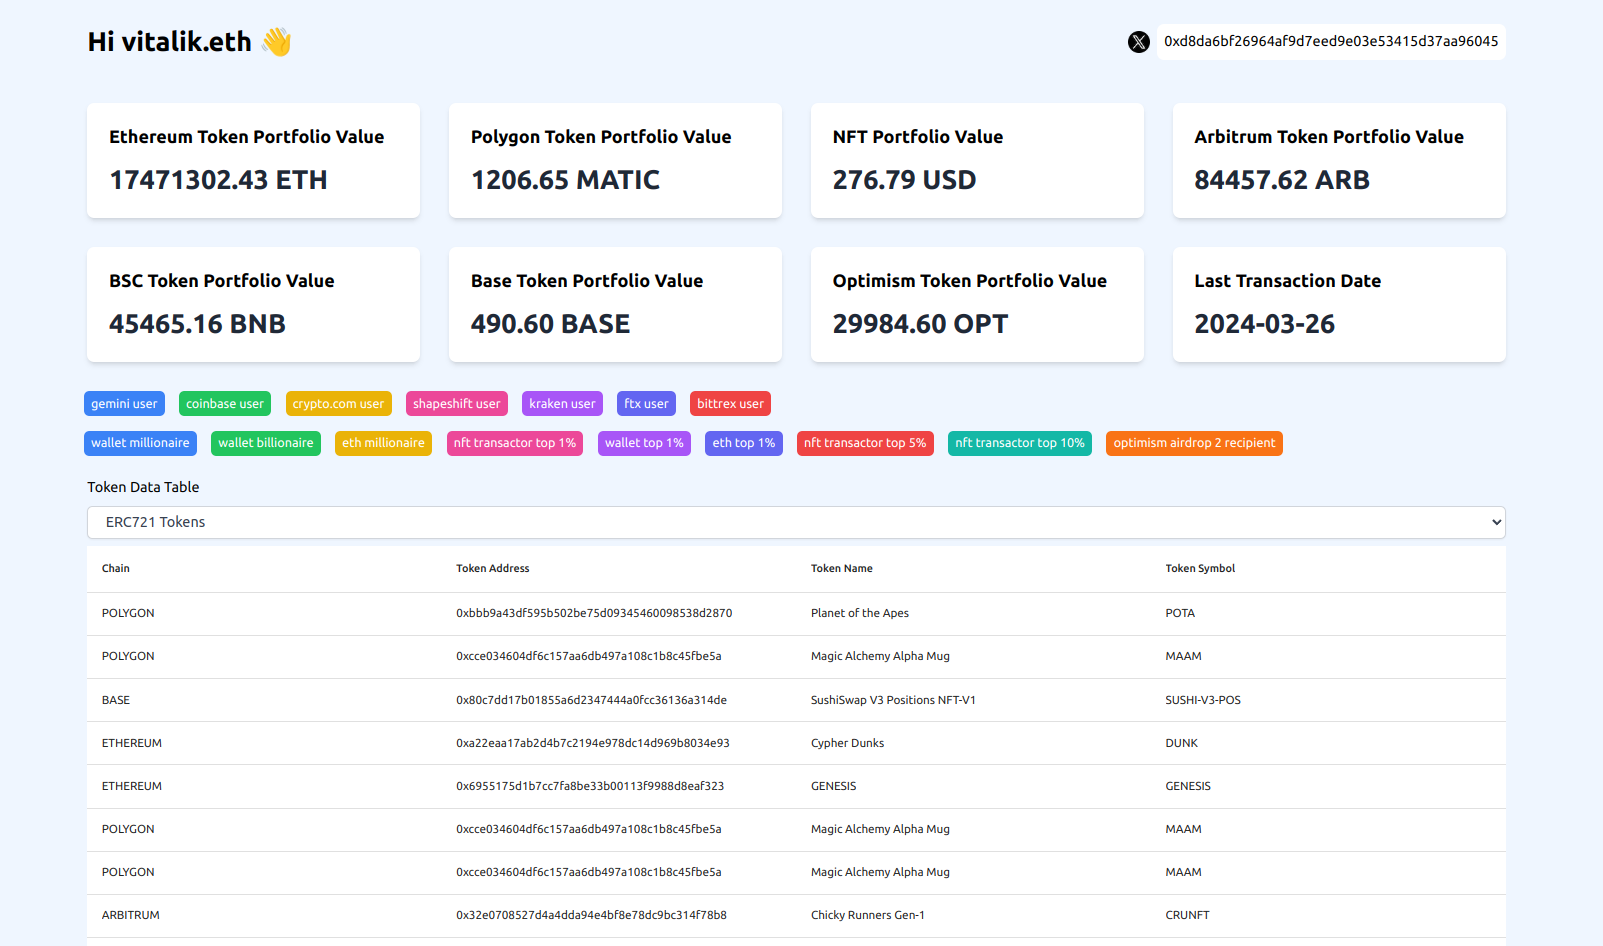 Hi vitalik.eth 👋
0xd8da6bf26964af9d7eed9e03e53415d37aa96045
Ethereum Token Portfolio Value
17471302.43 ETH
Polygon Token Portfolio Value
1206.65 MATIC
NFT Portfolio Value
276.79 USD
Arbitrum Token Portfolio Value
84457.62 ARB
BSC Token Portfolio Value
45465.16 BNB
Base Token Portfolio Value
490.60 BASE
Optimism Token Portfolio Value
29984.60 OPT
Last Transaction Date
2024-03-26
gemini user coinbase user crypto.com user shapeshift user kraken user ftx user bittrex user
wallet millionaire wallet billionaire eth millionaire nft transactor top 1% wallet top 1% eth top 1% nft transactor top 5% nft transactor top 10% optimism airdrop 2 recipient
Token Data Table
ERC721 Tokens
Chain Token Address Token Name Token Symbol
POLYGON 0xbbb9a43df595b502be75d09345460098538d2870 Planet of the Apes POTA
POLYGON 0xcce034604df6c157aa6db497a108c1b8c45fbe5a Magic Alchemy Alpha Mug MAAM
BASE 0x80c7dd17b01855a6d2347444a0fcc36136a314de SushiSwap V3 Positions NFT-V1 SUSHI-V3-POS
ETHEREUM 0xa22eaa17ab2d4b7c2194e978dc14d969b8034e93 Cypher Dunks DUNK
ETHEREUM 0x6955175d1b7cc7fa8be33b00113f9988d8eaf323 GENESIS GENESIS
POLYGON 0xcce034604df6c157aa6db497a108c1b8c45fbe5a Magic Alchemy Alpha Mug MAAM
POLYGON 0xcce034604df6c157aa6db497a108c1b8c45fbe5a Magic Alchemy Alpha Mug MAAM
ARBITRUM 0x32e0708527d4a4dda94e4bf8e78dc9bc314f78b8 Chicky Runners Gen-1 CRUNFT